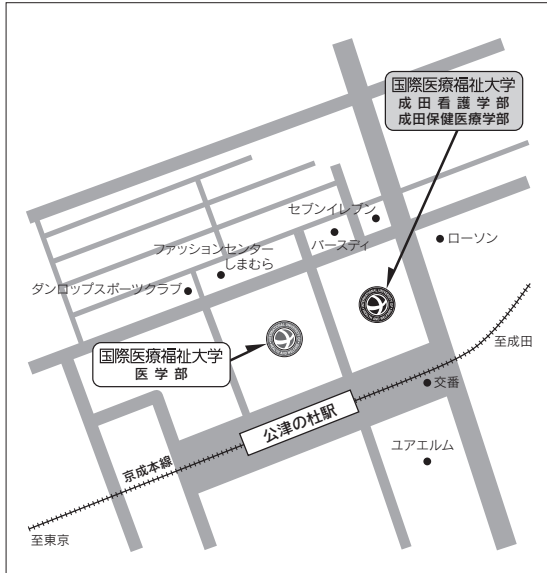 国際医療福祉大学
成田看護学部
成田保健医療学部
セブンイレブン
バースディ
ローソン
ファッションセンター
しまむら
ダンロップスポーツクラブ
国際医療福祉大学
医学部
至成田
交番
公津の杜駅
ユアエルム
京成本線
至東京